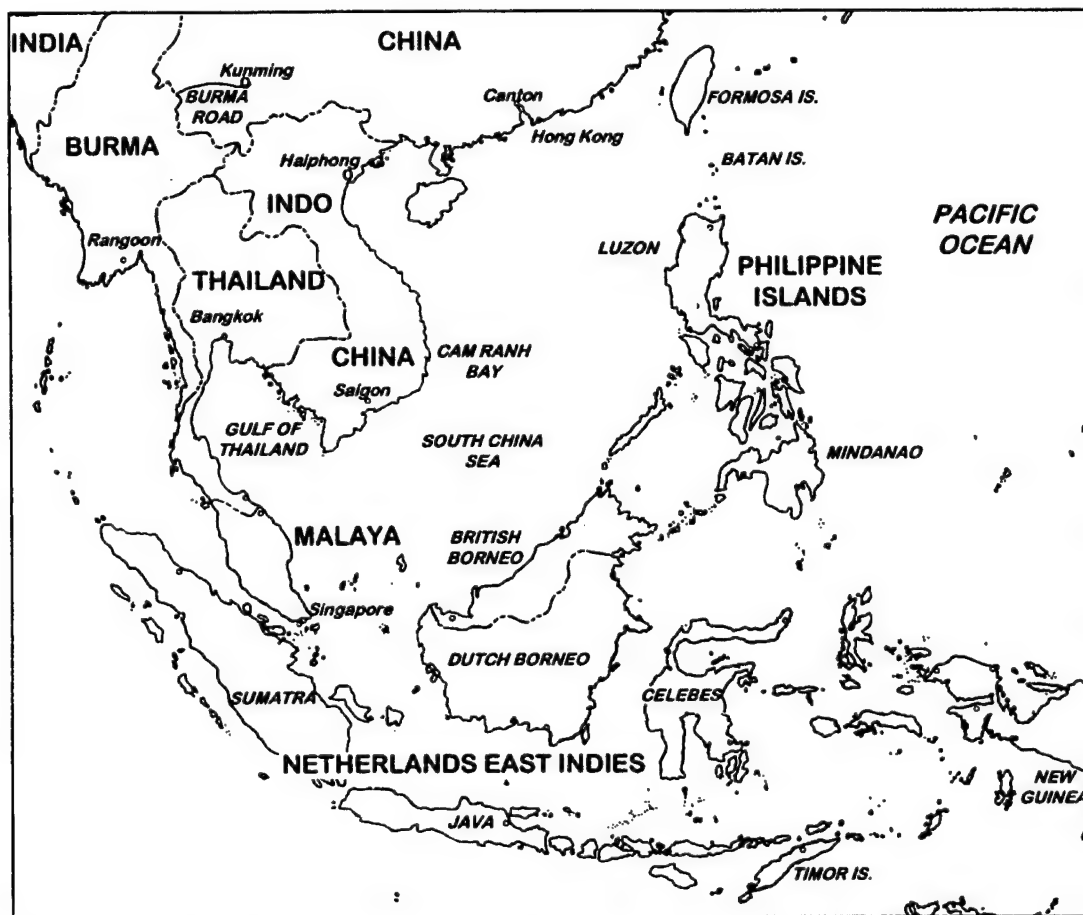 INDIA
CHINA
Kunming
BURMA
ROAD
Canton
FORMOSA IS.
Hong Kong
BURMA
Haiphong
BATAN IS.
INDO
PACIFIC
OCEAN
Rangoon
LUZON
THAILAND
PHILIPPINE
ISLANDS
Bangkok
CHINA
CAM RANH
BAY
Saigon
GULF OF
THAILAND
SOUTH CHINA
SEA
MINDANAO
MALAYA
BRITISH
BORNEO
Singapore
DUTCH BORNEO
SUMATRA
CELEBES
NETHERLANDS EAST INDIES
NEW
GUINEA
JAVA
TIMOR IS.